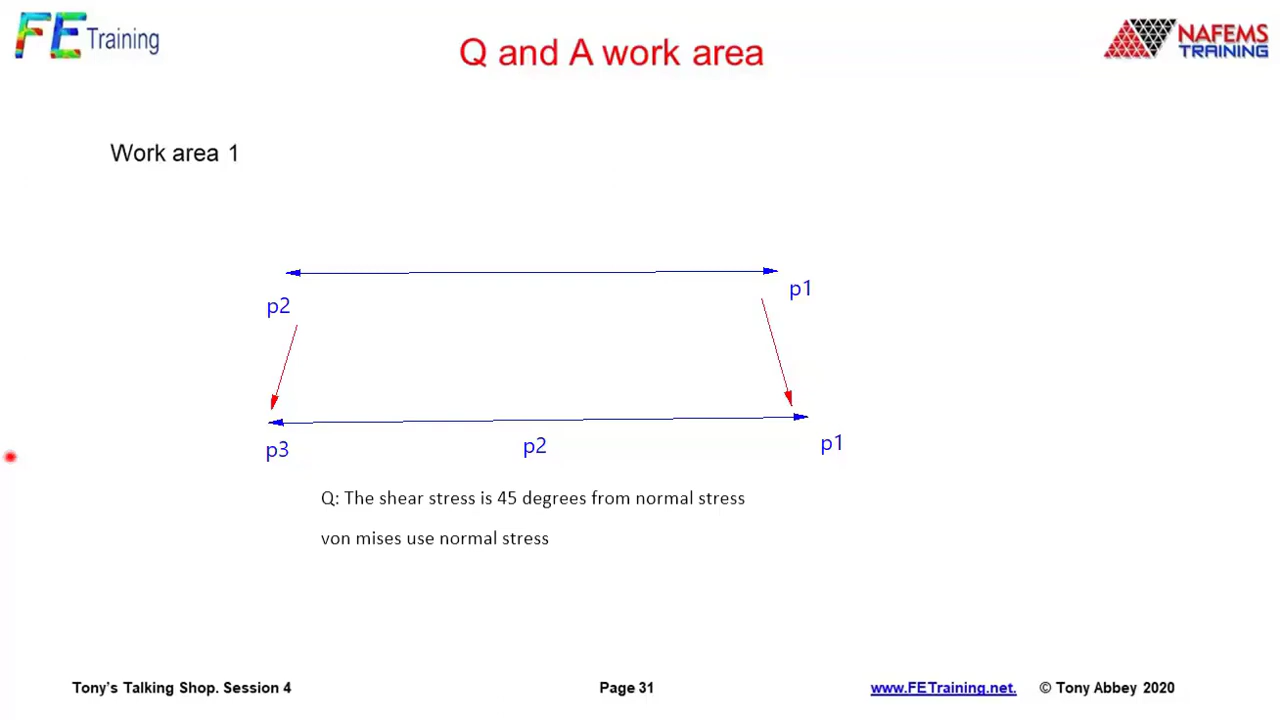 FE Training
Q and A work area
NAFEMS
TRAINING
Work area 1
p2
p1
p3
p2
p1
Q: The shear stress is 45 degrees from normal stress
von mises use normal stress
Tony's Talking Shop. Session 4
Page 31
www.FETraining.net.
© Tony Abbey 2020